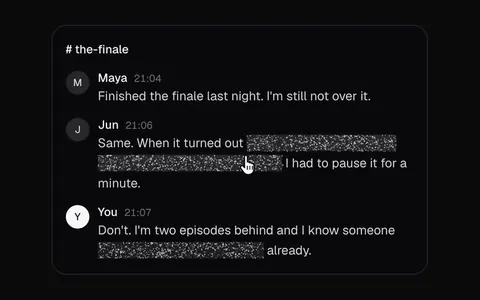 # the-finale
M
Maya 21:04
Finished the finale last night. I'm still not over it.
J
Jun 21:06
Same. When it turned out
I had to pause it for a
minute.
Y
You 21:07
Don't. I'm two episodes behind and I know someone
already.